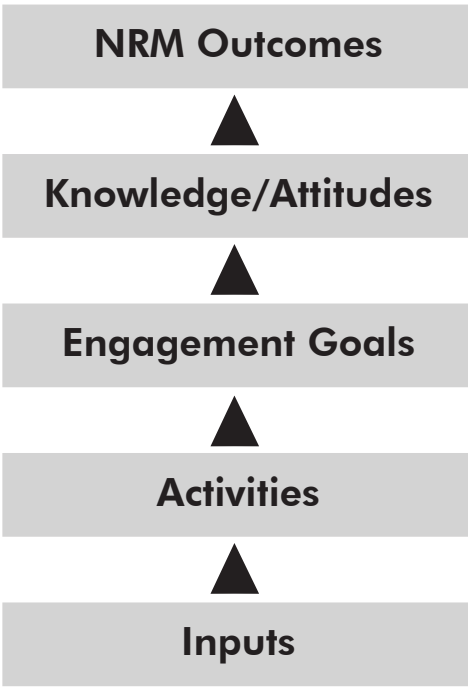 NRM Outcomes
Knowledge/Attitudes
Engagement Goals
Activities
Inputs